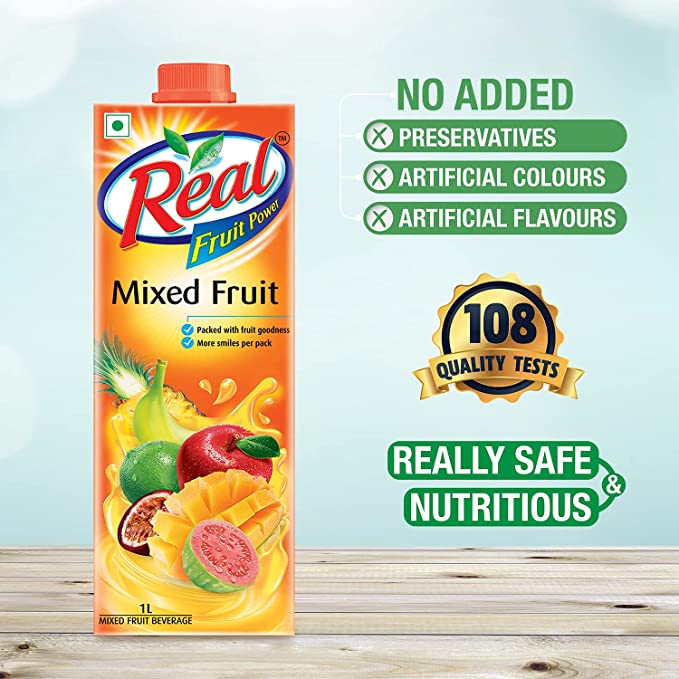 Real™
Fruit Power
Mixed Fruit
Packed with fruit goodness
More smiles per pack
1L
MIXED FRUIT BEVERAGE
NO ADDED
PRESERVATIVES
ARTIFICIAL COLOURS
ARTIFICIAL FLAVOURS
108
QUALITY TESTS
REALLY SAFE
&
NUTRITIOUS